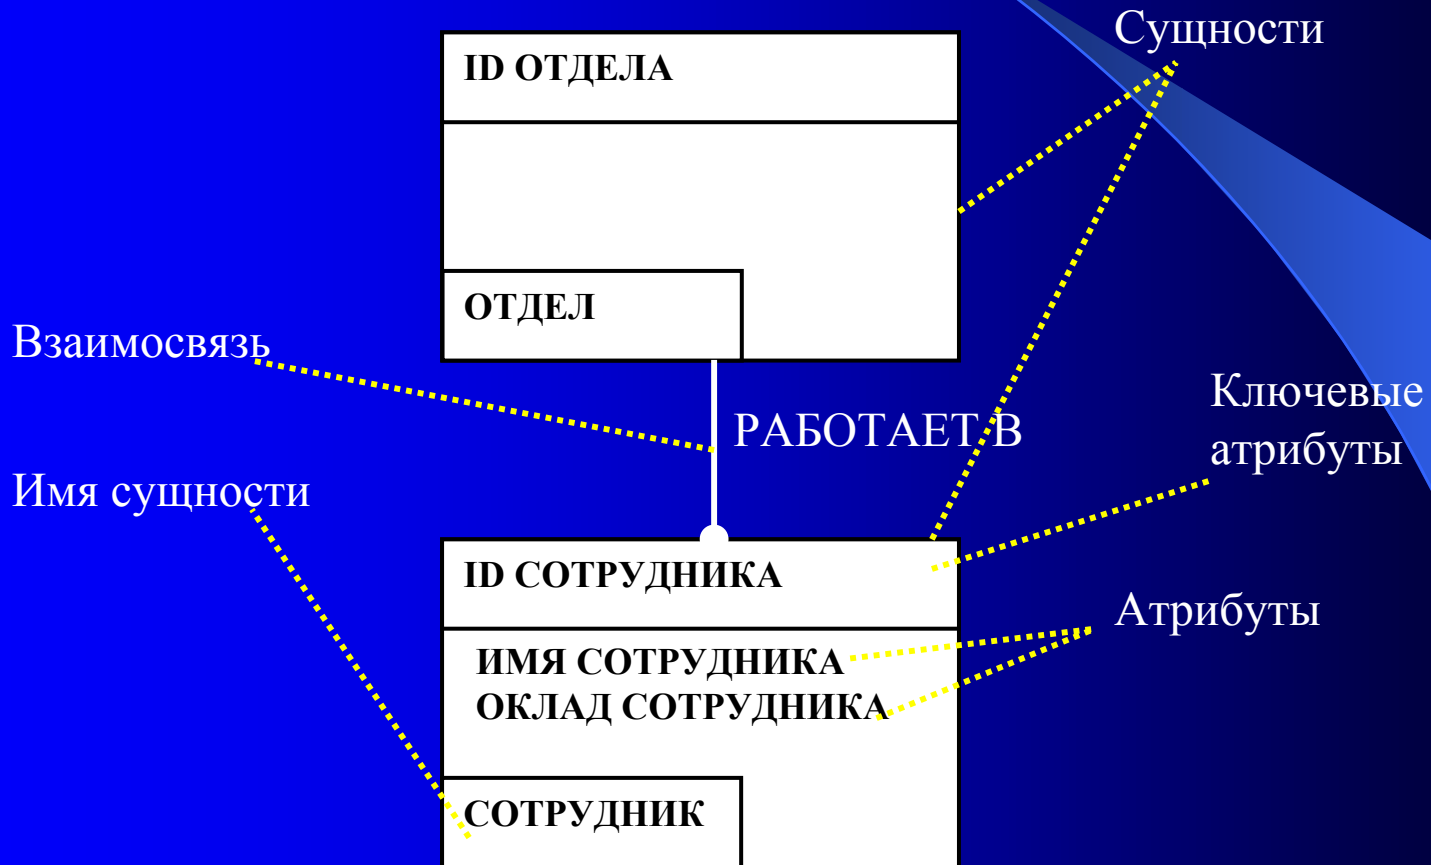 Сущности
ID ОТДЕЛА
ОТДЕЛ
Взаимосвязь
РАБОТАЕТ В
Ключевые
атрибуты
Имя сущности
ID СОТРУДНИКА
Атрибуты
ИМЯ СОТРУДНИКА
ОКЛАД СОТРУДНИКА
СОТРУДНИК